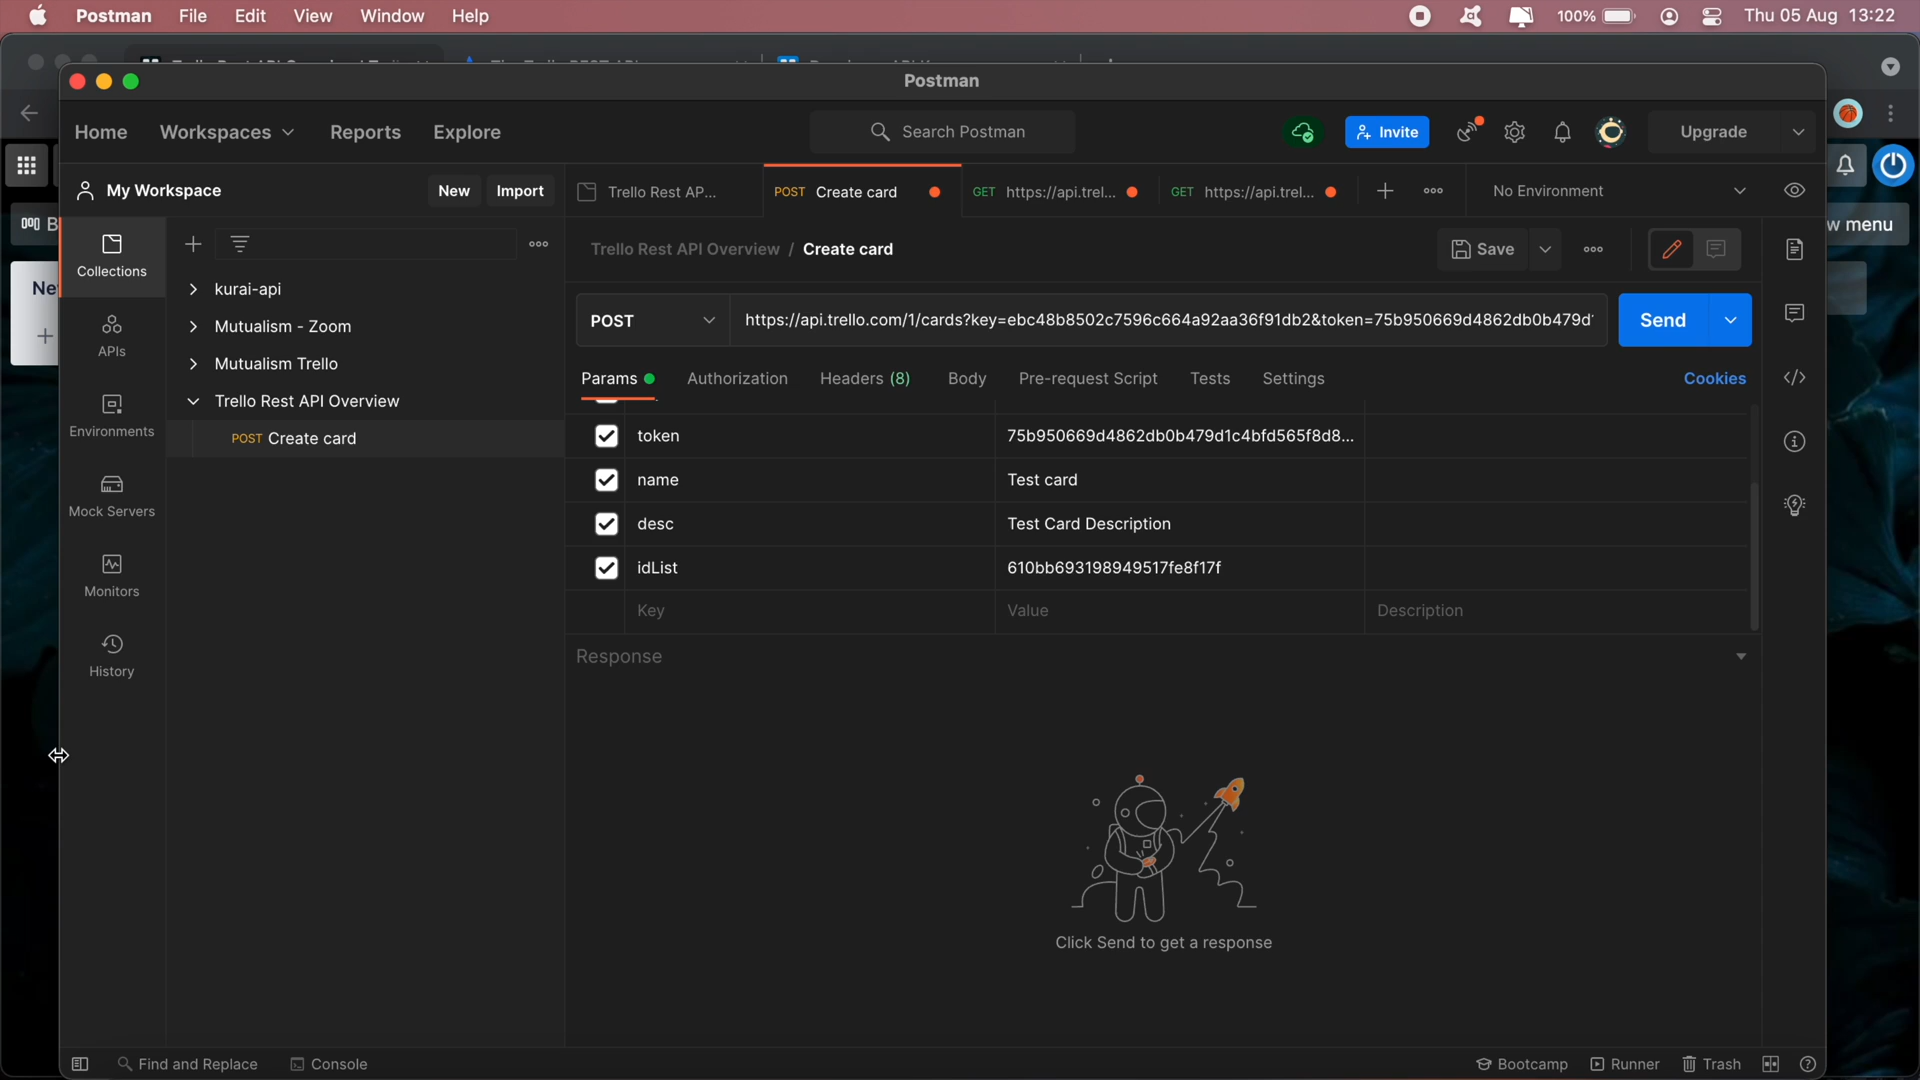 Postman File Edit View Window Help 100% Thu 05 Aug 13:22
Postman
Home Workspaces Reports Explore Search Postman Invite Upgrade
My Workspace New Import Trello Rest AP... POST Create card GET https://api.trel... GET https://api.trel... No Environment
w menu
Collections
Trello Rest API Overview / Create card Save
kurai-api
Mutualism - Zoom
Mutualism Trello
Trello Rest API Overview
POST Create card
APIs
Environments
Mock Servers
Monitors
History
POST https://api.trello.com/1/cards?key=ebc48b8502c7596c664a92aa36f91db2&token=75b950669d4862db0b479d Send
Params Authorization Headers (8) Body Pre-request Script Tests Settings Cookies
token 75b950669d4862db0b479d1c4bfd565f8d8...
name Test card
desc Test Card Description
idList 610bb693198949517fe8f17f
Key Value Description
Response
Click Send to get a response
Find and Replace Console Bootcamp Runner Trash